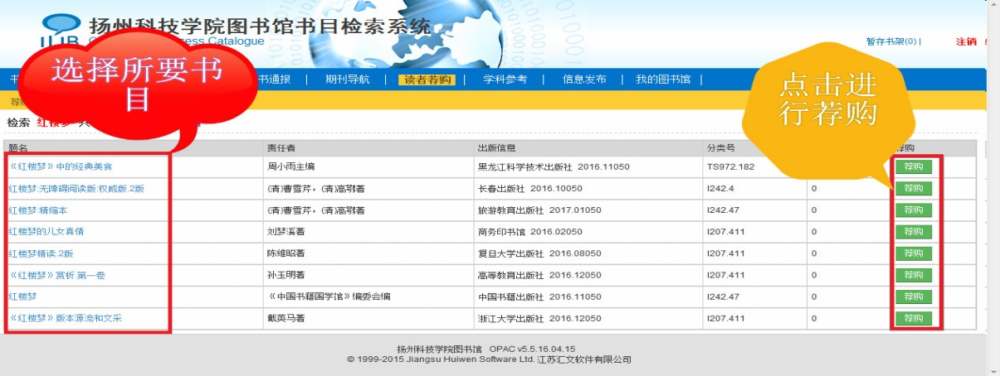 扬州科技学院图书馆书目检索系统
ILIB
ess Catalogue
暂存书架(0) |
注销
选择所要书
目
点击进
行荐购
书通报 | 期刊导航 | 读者荐购 | 学科参考 | 信息发布 | 我的图书馆 |
检索 红楼梦
题名 责任者 出版信息 分类号 荐购
《红楼梦》中的经典美食 周小雨主编 黑龙江科学技术出版社 2016.11050 TS972.182 荐购
红楼梦:无障碍阅读版:权威版.2版 (清)曹雪芹,(清)高鹗著 长春出版社 2016.10050 I242.4 0 荐购
红楼梦:精缩本 (清)曹雪芹,(清)高鹗著 旅游教育出版社 2017.01050 I242.47 0 荐购
红楼梦的儿女真情 刘梦溪著 商务印书馆 2016.02050 I207.411 0 荐购
红楼梦精读.2版 陈维昭著 复旦大学出版社 2016.08050 I207.411 0 荐购
《红楼梦》赏析.第一卷 孙玉明著 高等教育出版社 2016.12050 I207.411 0 荐购
红楼梦 《中国书籍国学馆》编委会编 中国书籍出版社 2016.11050 I242.47 0 荐购
《红楼梦》版本源流和文采 戴英马著 浙江大学出版社 2016.12050 I207.411 0 荐购
扬州科技学院图书馆 OPAC v5.5.16.04.15
© 1999-2015 Jiangsu Huiwen Software Ltd. 江苏汇文软件有限公司